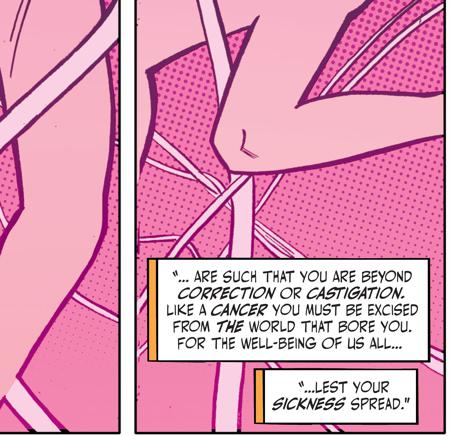 "... ARE SUCH THAT YOU ARE BEYOND
CORRECTION OR CASTIGATION.
LIKE A CANCER YOU MUST BE EXCISED
FROM THE WORLD THAT BORE YOU.
FOR THE WELL-BEING OF US ALL...
"...LEST YOUR
SICKNESS SPREAD."